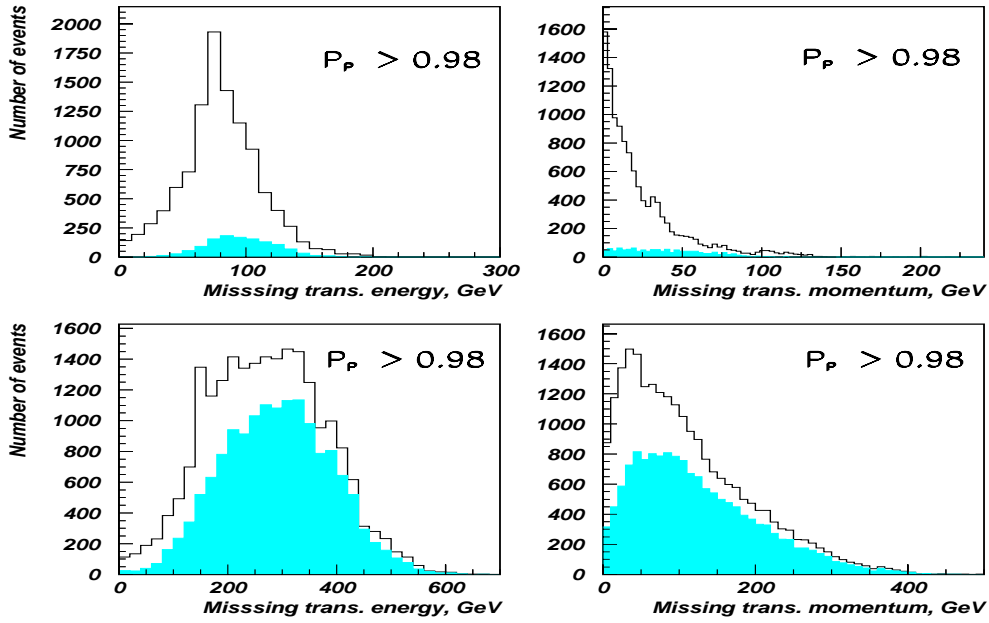 Number of events
2000
1750
1500
1250
1000
750
500
250
0
P_P > 0.98
0 100 200 300
Misssing trans. energy, GeV
1600
1400
1200
1000
800
600
400
200
0
P_P > 0.98
0 50 100 150 200
Misssing trans. momentum, GeV
Number of events
1600
1400
1200
1000
800
600
400
200
0
P_P > 0.98
0 200 400 600
Misssing trans. energy, GeV
1600
1400
1200
1000
800
600
400
200
0
P_P > 0.98
0 200 400
Misssing trans. momentum, GeV